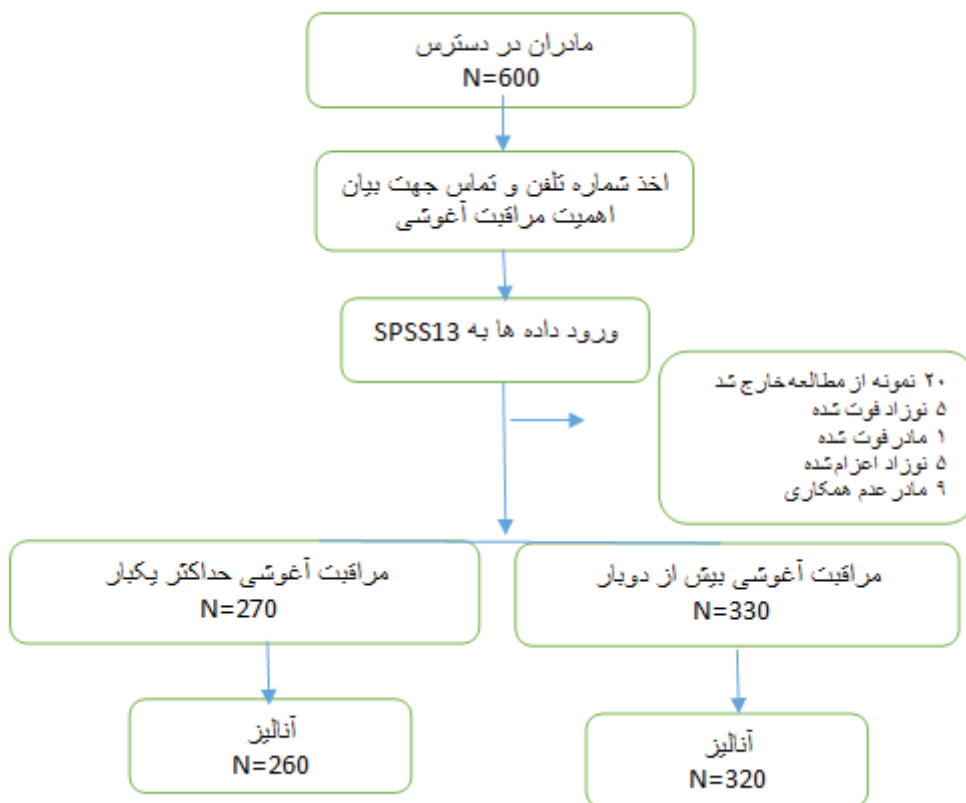 مادران در دسترس
N=600
اخذ شماره تلفن و تماس جهت بیان
اهمیت مراقبت آغوشی
ورود داده ها به SPSS13
۲۰ نمونه از مطالعه خارج شد
۵ نوزاد فوت شده
۱ مادر فوت شده
۵ نوزاد اعزام شده
۹ مادر عدم همکاری
مراقبت آغوشی بیش از دوبار
N=330
مراقبت آغوشی حداکثر یکبار
N=270
آنالیز
N=320
آنالیز
N=260